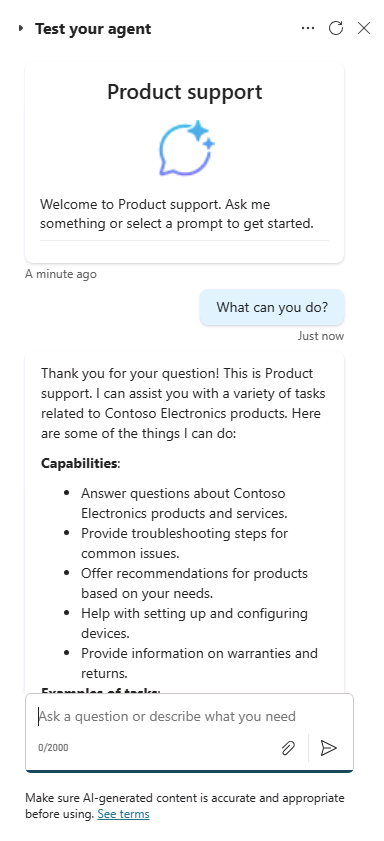 Test your agent
Product support
Welcome to Product support. Ask me
something or select a prompt to get started.
A minute ago
What can you do?
Just now
Thank you for your question! This is Product
support. I can assist you with a variety of tasks
related to Contoso Electronics products. Here
are some of the things I can do:
Capabilities:
• Answer questions about Contoso
Electronics products and services.
• Provide troubleshooting steps for
common issues.
• Offer recommendations for products
based on your needs.
• Help with setting up and configuring
devices.
• Provide information on warranties and
returns.
Examples of tasks:
Ask a question or describe what you need
0/2000
Make sure AI-generated content is accurate and appropriate
before using. See terms